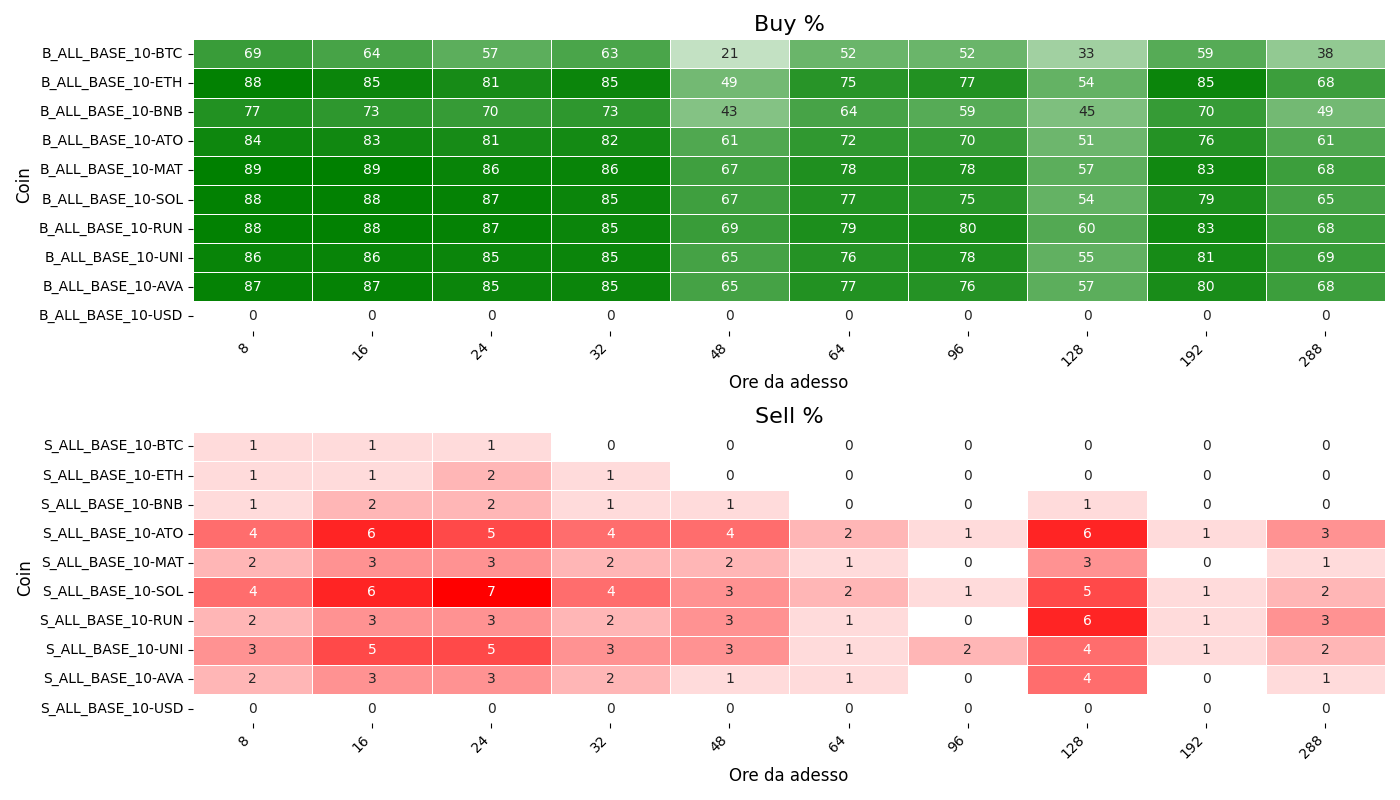 Buy %
Coin
B_ALL_BASE_10-BTC 69 64 57 63 21 52 52 33 59 38
B_ALL_BASE_10-ETH 88 85 81 85 49 75 77 54 85 68
B_ALL_BASE_10-BNB 77 73 70 73 43 64 59 45 70 49
B_ALL_BASE_10-ATO 84 83 81 82 61 72 70 51 76 61
B_ALL_BASE_10-MAT 89 89 86 86 67 78 78 57 83 68
B_ALL_BASE_10-SOL 88 88 87 85 67 77 75 54 79 65
B_ALL_BASE_10-RUN 88 88 87 85 69 79 80 60 83 68
B_ALL_BASE_10-UNI 86 86 85 85 65 76 78 55 81 69
B_ALL_BASE_10-AVA 87 87 85 85 65 77 76 57 80 68
B_ALL_BASE_10-USD 0 0 0 0 0 0 0 0 0 0
8 16 24 32 48 64 96 128 192 288
Ore da adesso
Sell %
Coin
S_ALL_BASE_10-BTC 1 1 1 0 0 0 0 0 0 0
S_ALL_BASE_10-ETH 1 1 2 1 0 0 0 0 0 0
S_ALL_BASE_10-BNB 1 2 2 1 1 0 0 1 0 0
S_ALL_BASE_10-ATO 4 6 5 4 4 2 1 6 1 3
S_ALL_BASE_10-MAT 2 3 3 2 2 1 0 3 0 1
S_ALL_BASE_10-SOL 4 6 7 4 3 2 1 5 1 2
S_ALL_BASE_10-RUN 2 3 3 2 3 1 0 6 1 3
S_ALL_BASE_10-UNI 3 5 5 3 3 1 2 4 1 2
S_ALL_BASE_10-AVA 2 3 3 2 1 1 0 4 0 1
S_ALL_BASE_10-USD 0 0 0 0 0 0 0 0 0 0
8 16 24 32 48 64 96 128 192 288
Ore da adesso